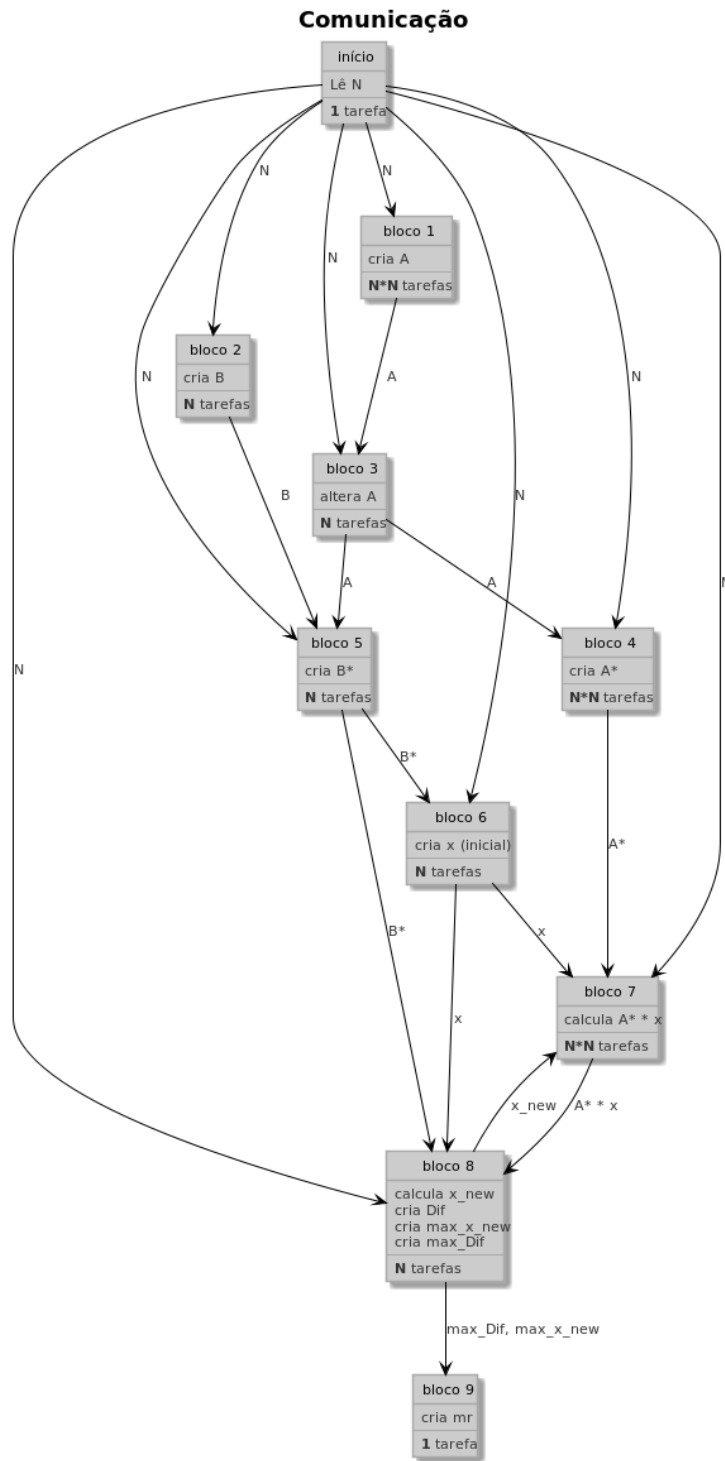 Comunicação
início
Lê N
1 tarefa
N
N
bloco 1
cria A
N*N tarefas
N
bloco 2
cria B
N tarefas
N
A
N
bloco 3
altera A
N tarefas
B
N
A
A
bloco 5
cria B*
N tarefas
bloco 4
cria A*
N*N tarefas
N
B*
bloco 6
cria x (inicial)
N tarefas
A*
B*
x
bloco 7
calcula A* * x
N*N tarefas
x
x_new
A* * x
bloco 8
calcula x_new
cria Dif
cria max_x_new
cria max_Dif
N tarefas
max_Dif, max_x_new
bloco 9
cria mr
1 tarefa